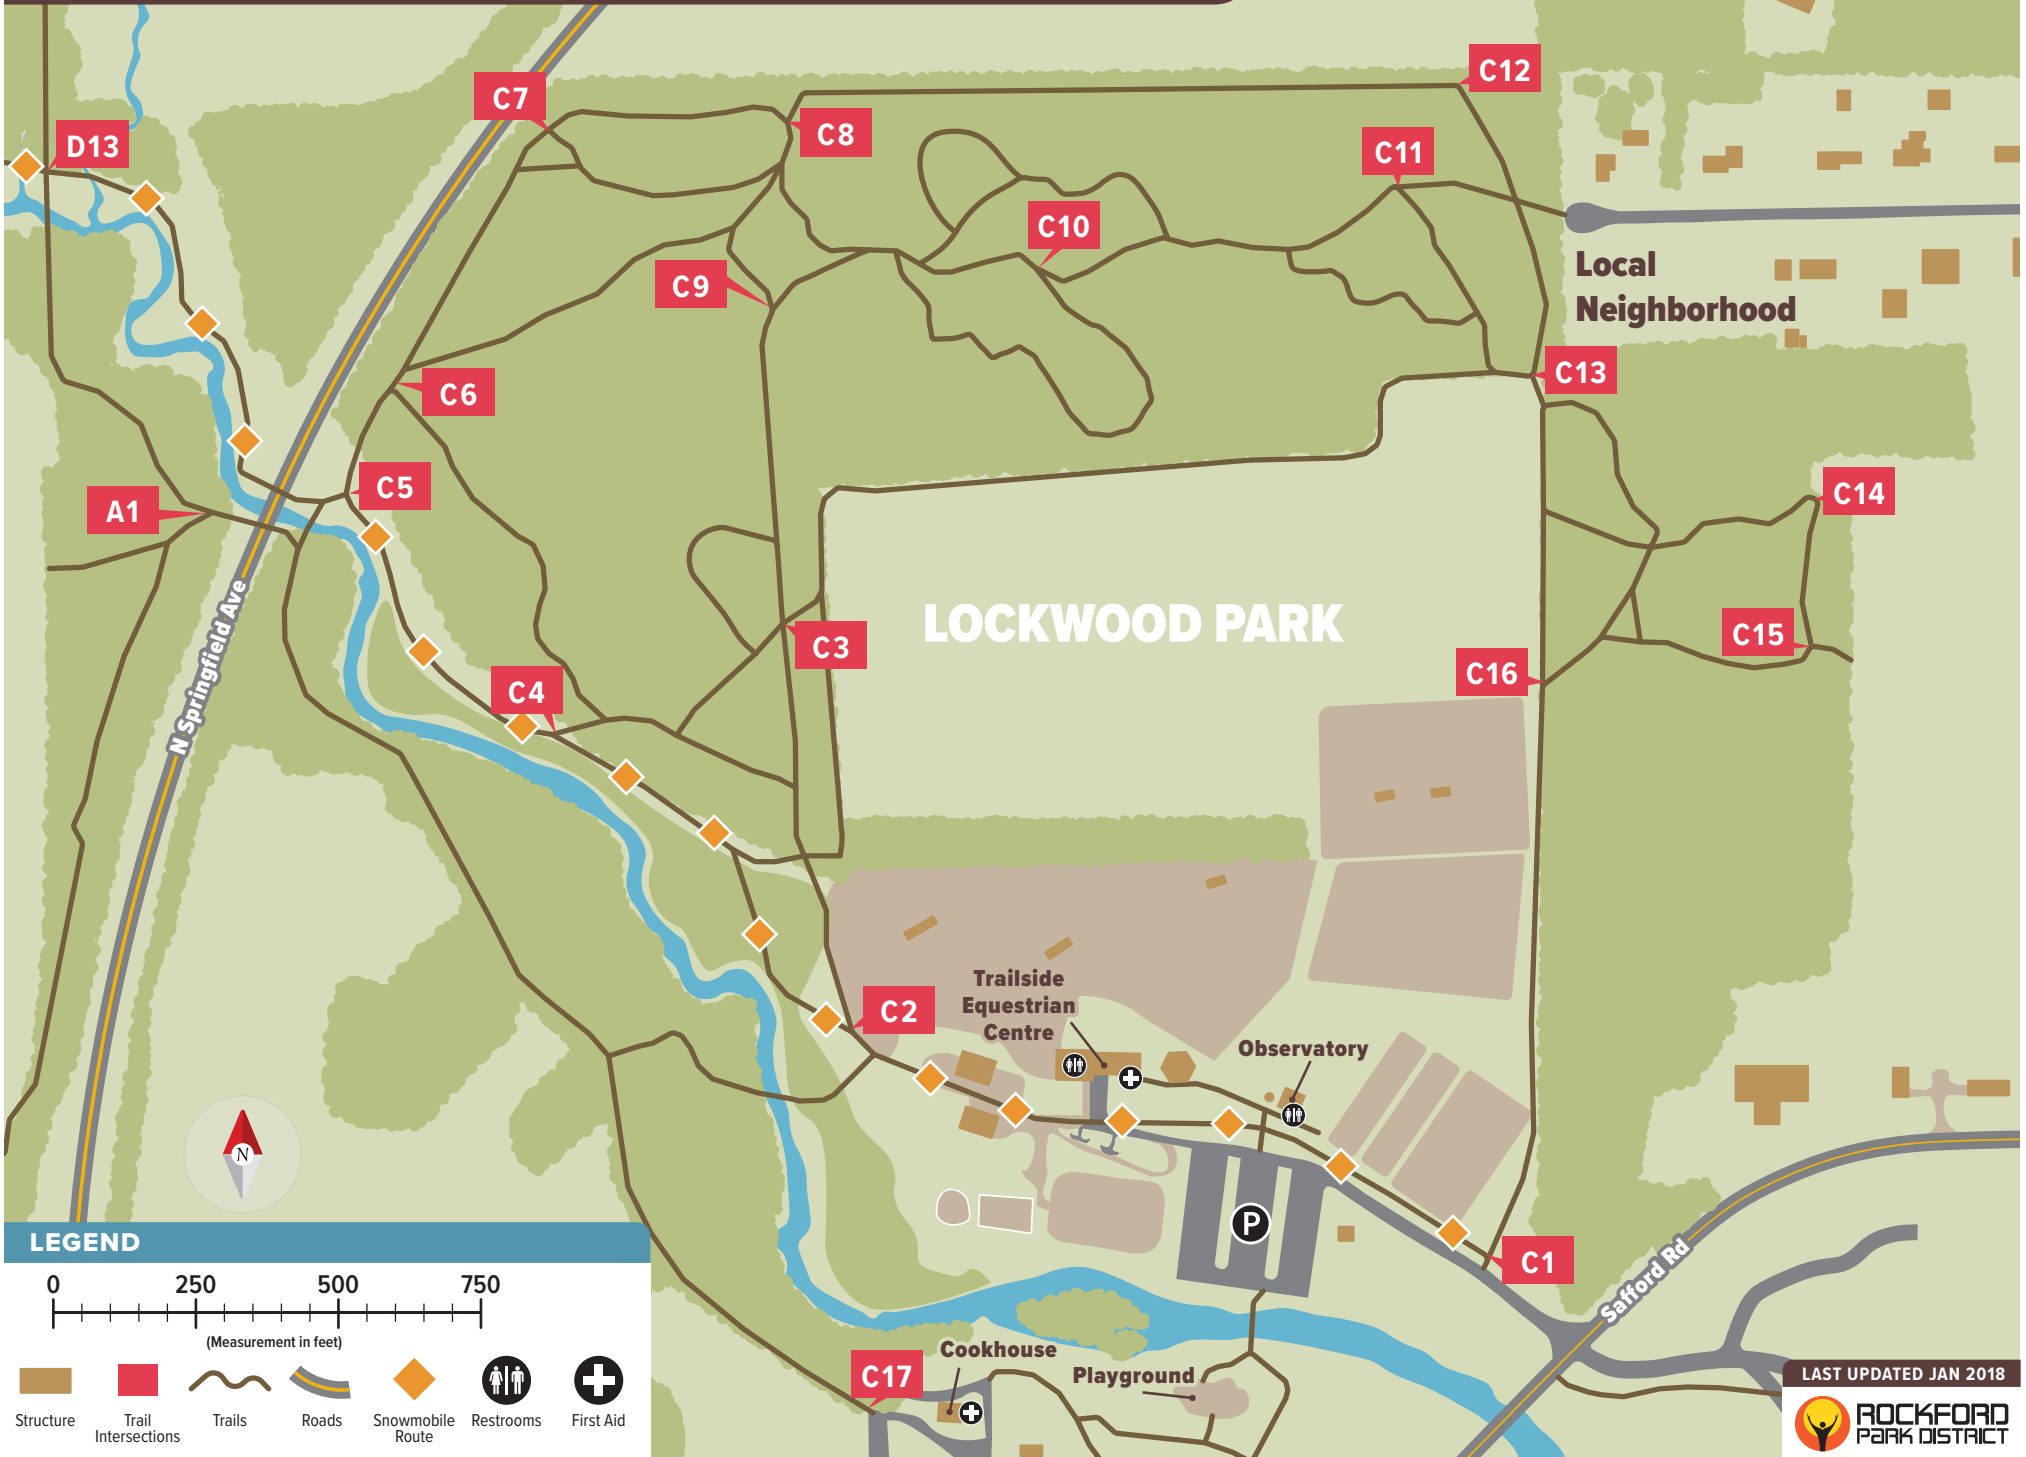 C12
C7
C8
D13
C11
C10
Local
Neighborhood
C9
C13
C6
C5
C14
A1
LOCKWOOD PARK
C3
C15
C16
N Springfield Ave
C4
Trailside
Equestrian
Centre
C2
Observatory
N
P
C1
Safford Rd
LEGEND
0 250 500 750
(Measurement in feet)
Structure
Trail
Intersections
Trails
Roads
Snowmobile
Route
Restrooms
First Aid
Cookhouse
Playground
C17
LAST UPDATED JAN 2018
ROCKFORD
PARK DISTRICT